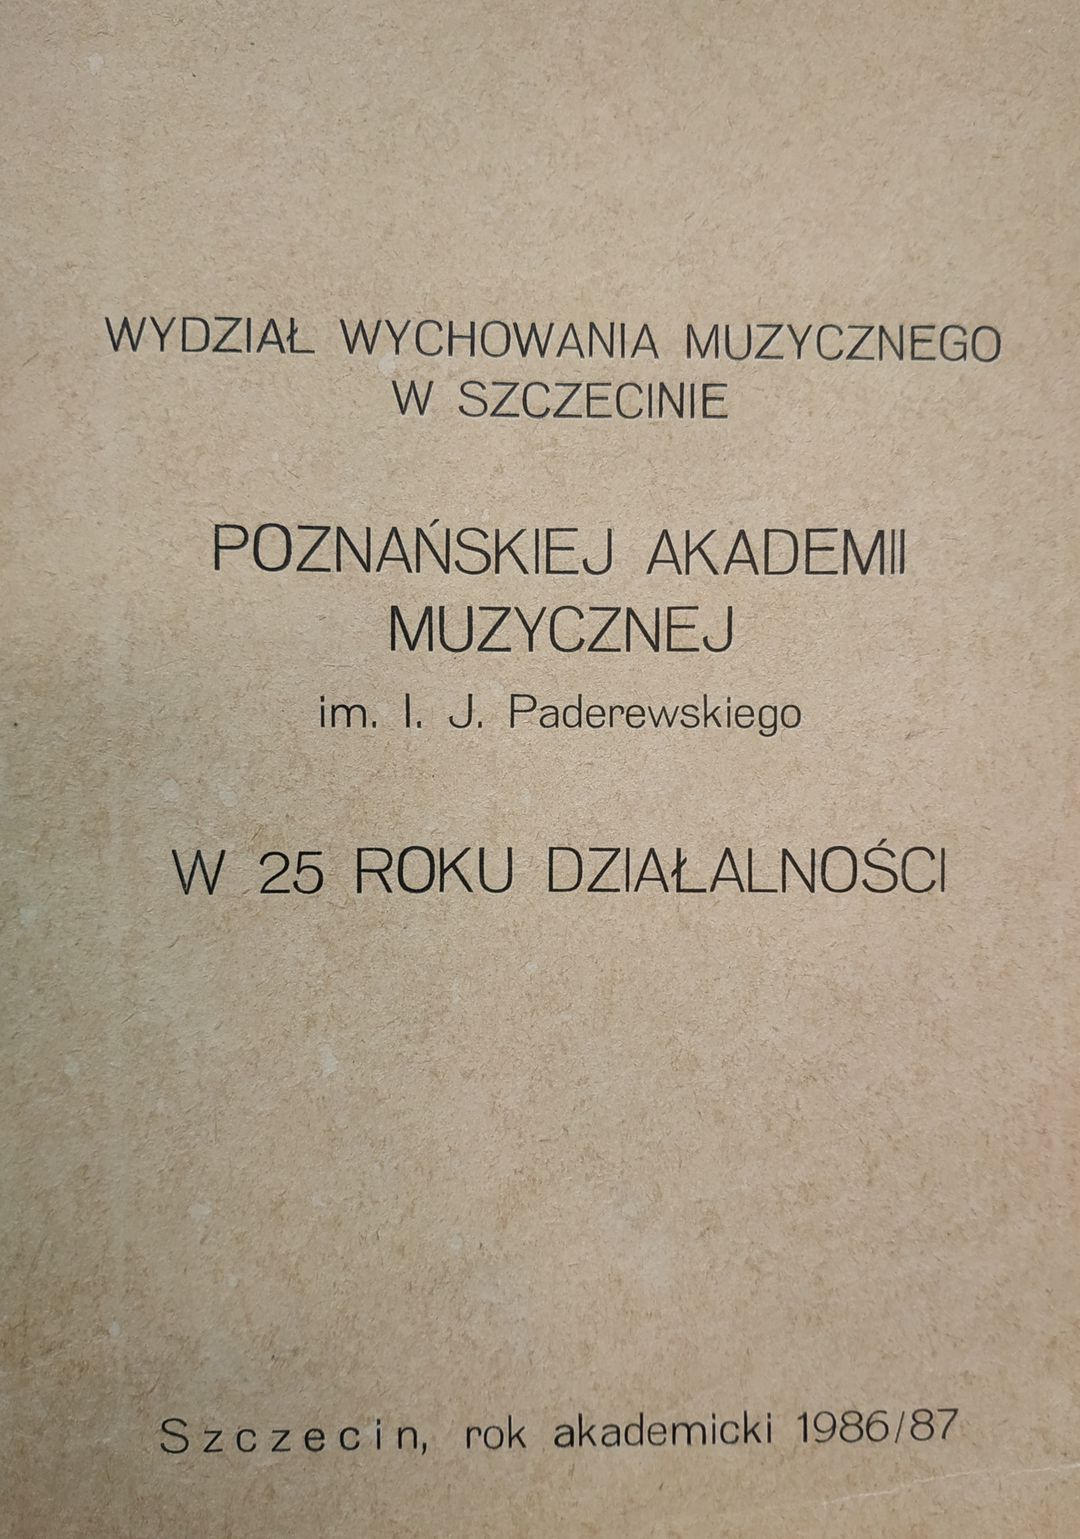 WYDZIAŁ WYCHOWANIA MUZYCZNEGO
W SZCZECINIE
POZNAŃSKIEJ AKADEMII
MUZYCZNEJ
im. I. J. Paderewskiego
W 25 ROKU DZIAŁALNOŚCI
Szczecin, rok akademicki 1986/87